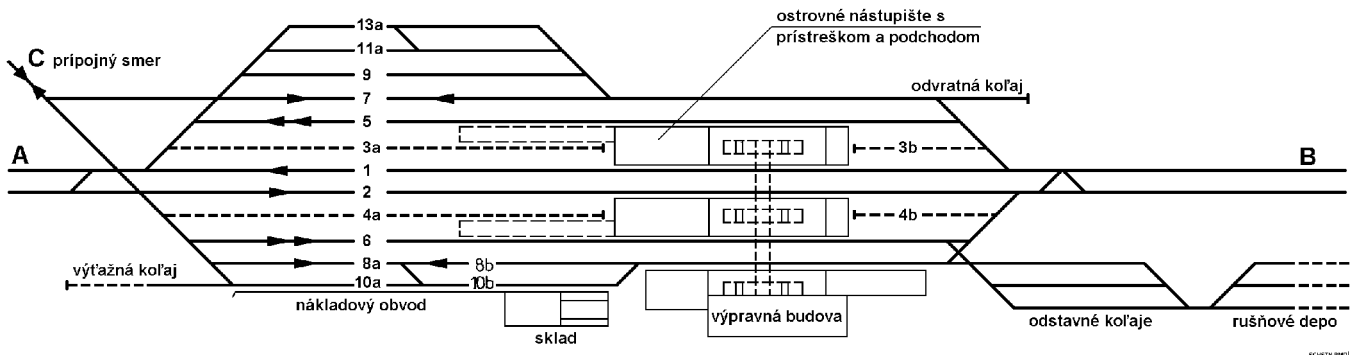 13a
11a
ostrovné nástupište s
prístreškom a podchodom
C prípojný smer
9
7
odvratná koľaj
5
3a
3b
A
1
B
2
4a
4b
6
výťažná koľaj
8a
8b
10a
10b
nákladový obvod
sklad
výpravná budova
odstavné koľaje
rušňové depo